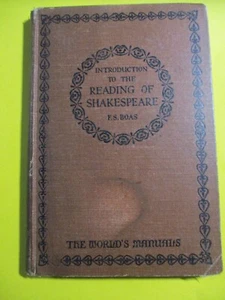 INTRODUCTION
TO THE
READING OF
SHAKESPEARE
F.S. BOAS
THE WORLD'S MANUALS